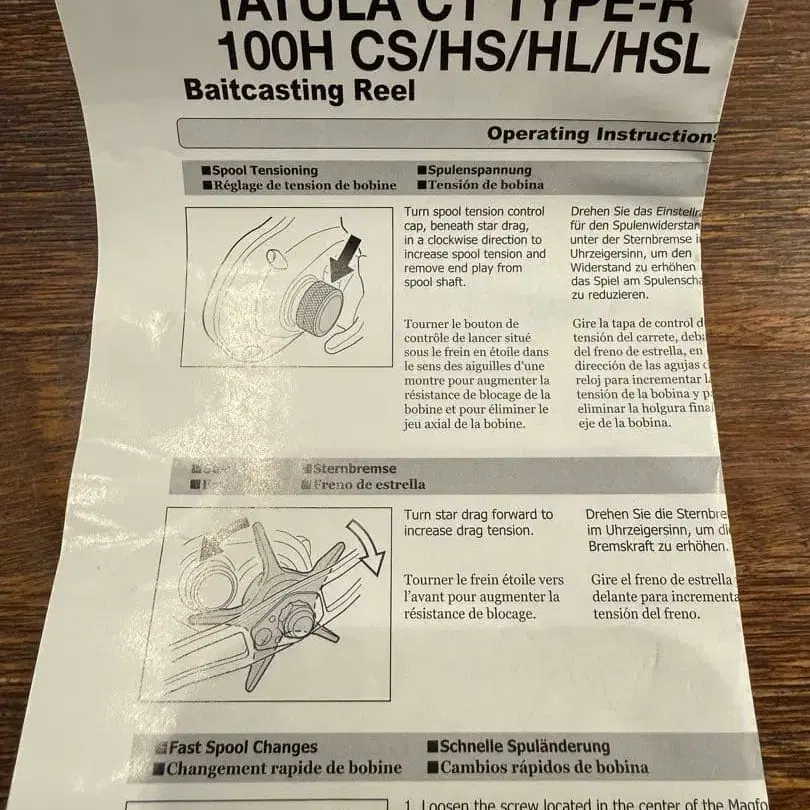 TATULA CT TYPE-R
100H CS/HS/HL/HSL
Baitcasting Reel
Operating Instructions
■Spool Tensioning
■Réglage de tension de bobine
■Spulenspannung
■Tensión de bobina
Turn spool tension control
cap, beneath star drag,
in a clockwise direction to
increase spool tension and
remove end play from
spool shaft.
Drehen Sie das
für den
unter der Sternbremse
Uhrzeigersinn, um den
Widerstand zu erhöhen
das Spiel am
zu reduzieren.
Tourner le bouton de
contrôle de lancer situé
sous le frein en étoile dans
le sens des aiguilles d'une
montre pour augmenter la
résistance de blocage de la
bobine et pour éliminer le
jeu axial de la bobine.
Gire la tapa de control
tensión del carrete,
del freno de estrella, en
dirección de las agujas
reloj para incrementar
tensión de la bobina y
eliminar la holgura
eje de la bobina.
■Sternbremse
■Freno de estrella
Turn star drag forward to
increase drag tension.
Drehen Sie die
im Uhrzeigersinn, um
Bremskraft zu erhöhen.
Tourner le frein étoile vers
l'avant pour augmenter la
résistance de blocage.
Gire el freno de estrella
delante para
tensión del freno.
■Fast Spool Changes
■Changement rapide de bobine
■Schnelle Spuländerung
■Cambios rápidos de bobina
1. Loosen the screw located in the center of the